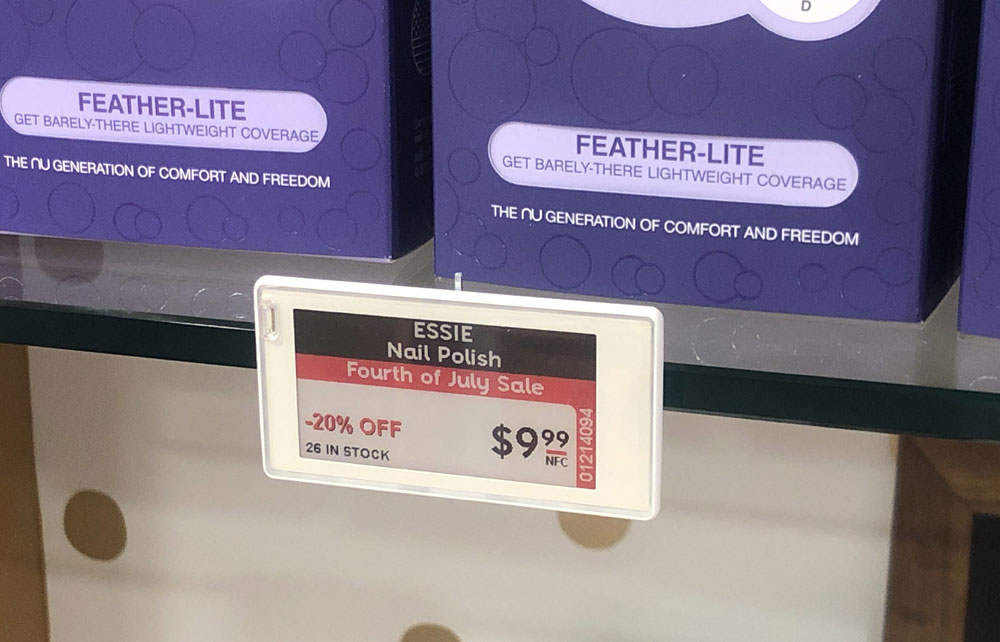 D
FEATHER-LITE
GET BARELY-THERE LIGHTWEIGHT COVERAGE
THE NU GENERATION OF COMFORT AND FREEDOM
FEATHER-LITE
GET BARELY-THERE LIGHTWEIGHT COVERAGE
THE NU GENERATION OF COMFORT AND FREEDOM
ESSIE
Nail Polish
Fourth of July Sale
-20% OFF
26 IN STOCK
$9 99
NFC
01214094